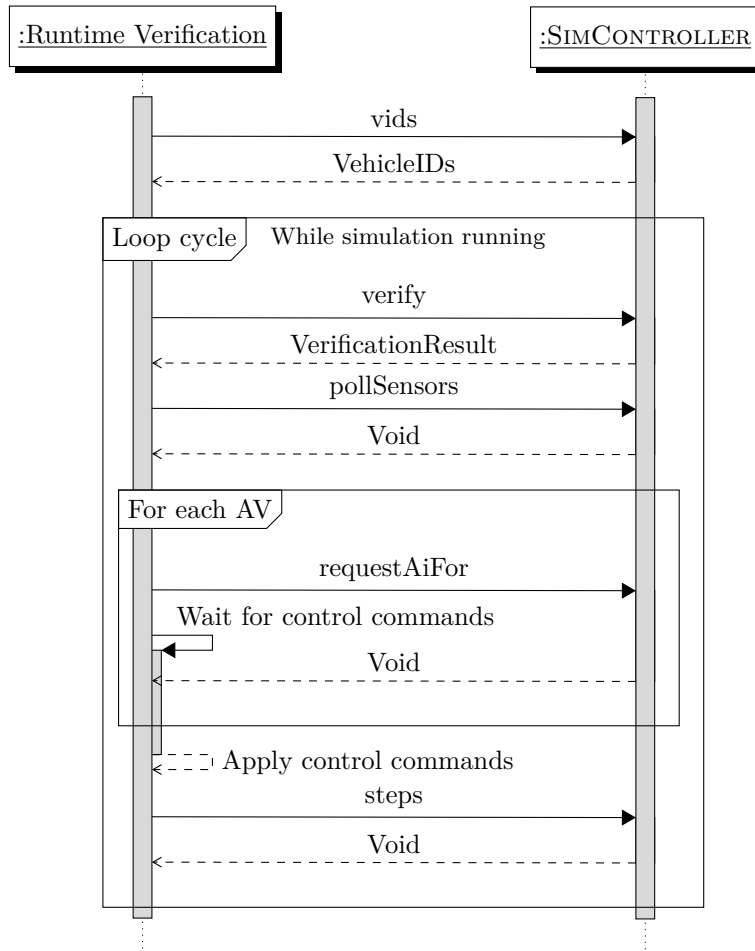 :Runtime Verification
:SIMCONTROLLER
vids
VehicleIDs
Loop cycle
While simulation running
verify
VerificationResult
pollSensors
Void
For each AV
requestAiFor
Wait for control commands
Void
Apply control commands
steps
Void